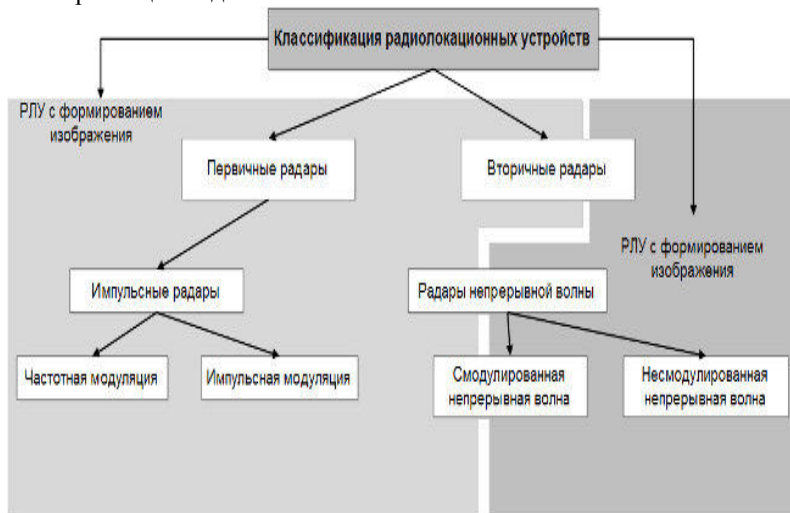 Классификация радиолокационных устройств
РЛУ с формированием
изображения
Первичные радары
Вторичные радары
РЛУ с формированием
изображения
Импульсные радары
Радары непрерывной волны
Частотная модуляция
Импульсная модуляция
Смодулированная
непрерывная волна
Несмодулированная
непрерывная волна